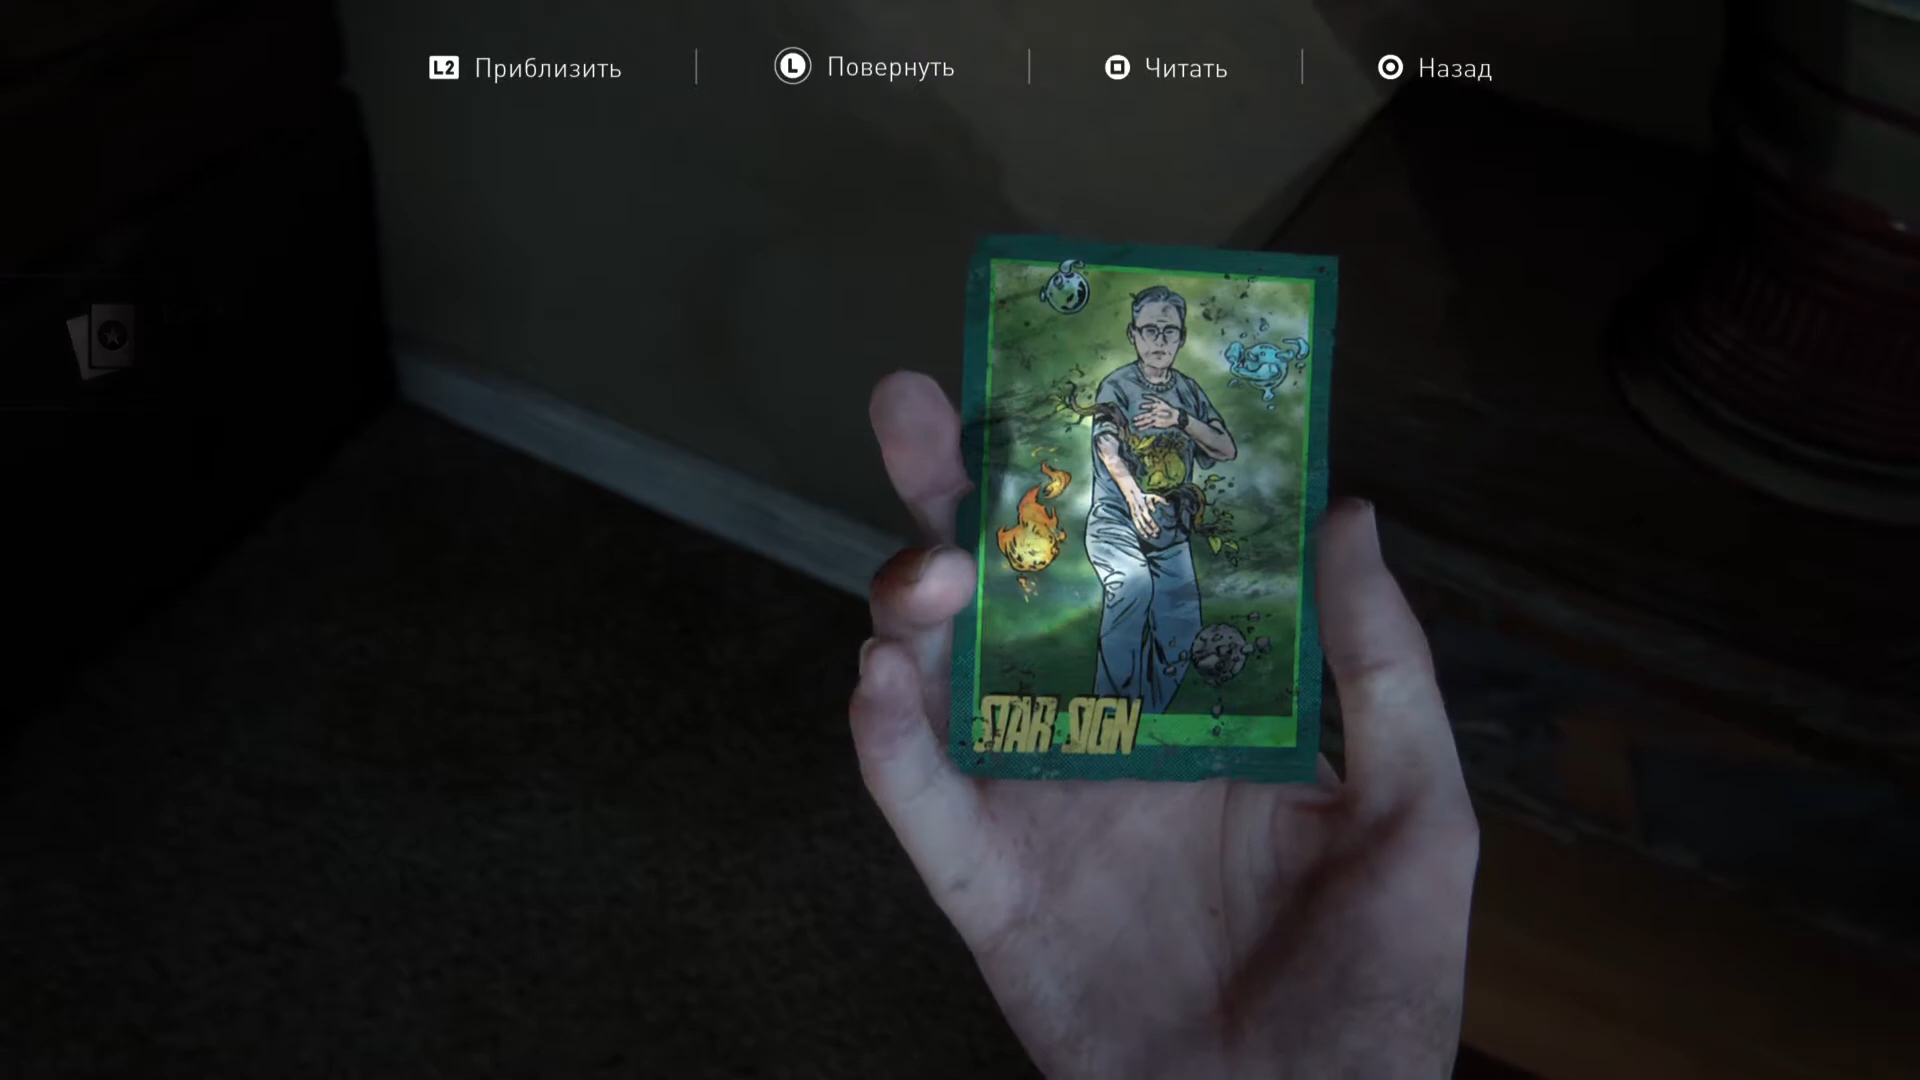 L2 Приблизить
L Повернуть
Читать
Назад
STAR SIGN